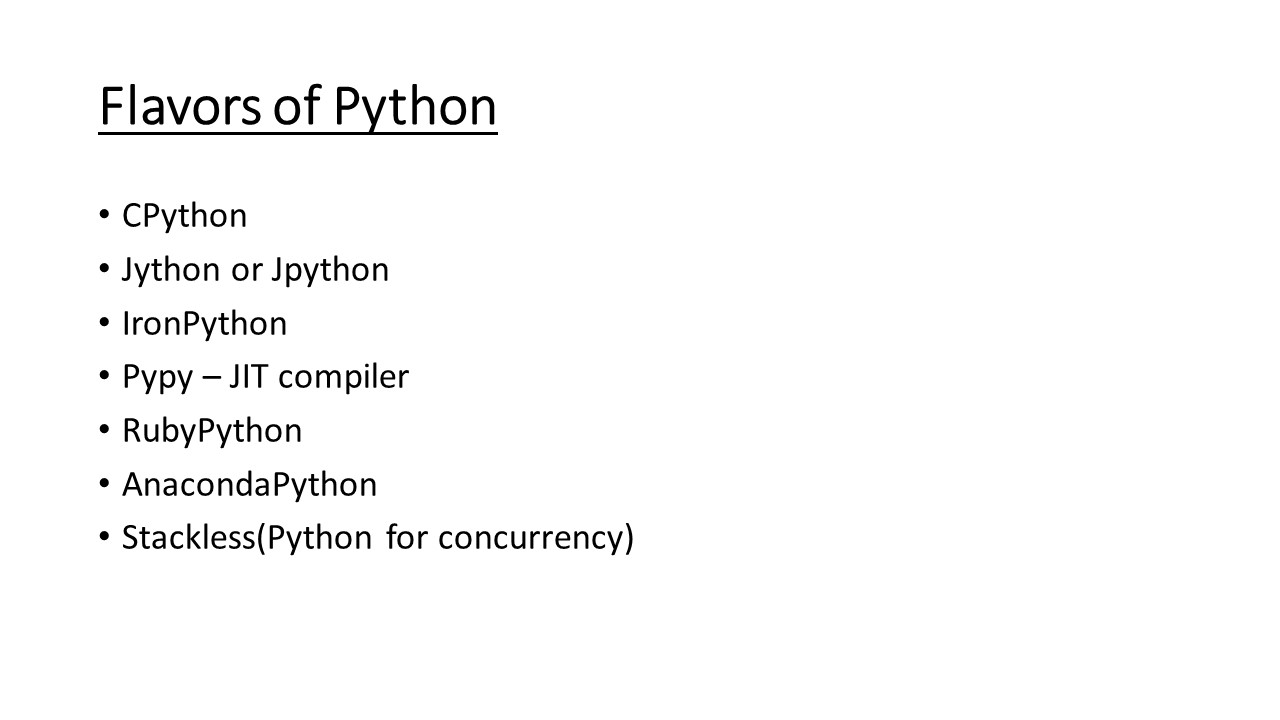 Flavors of Python
• CPython
• Jython or Jpython
• IronPython
• Pypy – JIT compiler
• RubyPython
• AnacondaPython
• Stackless(Python for concurrency)